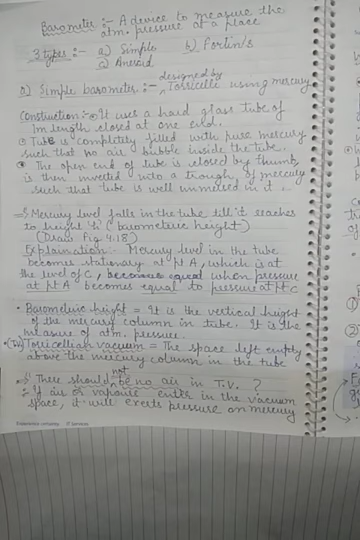 Barometer :- A device to measure the
atm. pressure at a place
3 types :- a) Simple b) Fortin's
c) Aneroid
a) Simple barometer :- designed by Torricelli using mercury
Construction :- It uses a hard glass tube of
1m length closed at one end.
Tube is completely filled with pure mercury
such that no air bubble inside the tube.
The open end of tube is closed by thumb
is then inverted into a trough of mercury
such that tube is well immersed in it.
⇒ Mercury level falls in the tube till it reaches
to height 'h' (barometric height)
(Draw Fig 4.18)
Explaination :- Mercury level in the tube
becomes stationary at pt A, which is at
the level of C, becomes equal when pressure
at pt A becomes equal to pressure at pt C
• Barometric height = It is the vertical height
of the mercury column in tube. It is the
measure of atm. pressure.
• (T.V) Torricellian vacuum = The space left empty
above the mercury column in the tube
⇒ There should not be no air in T.V. ?
If air or vapours enter in the vacuum
space, it will exerts pressure on mercury